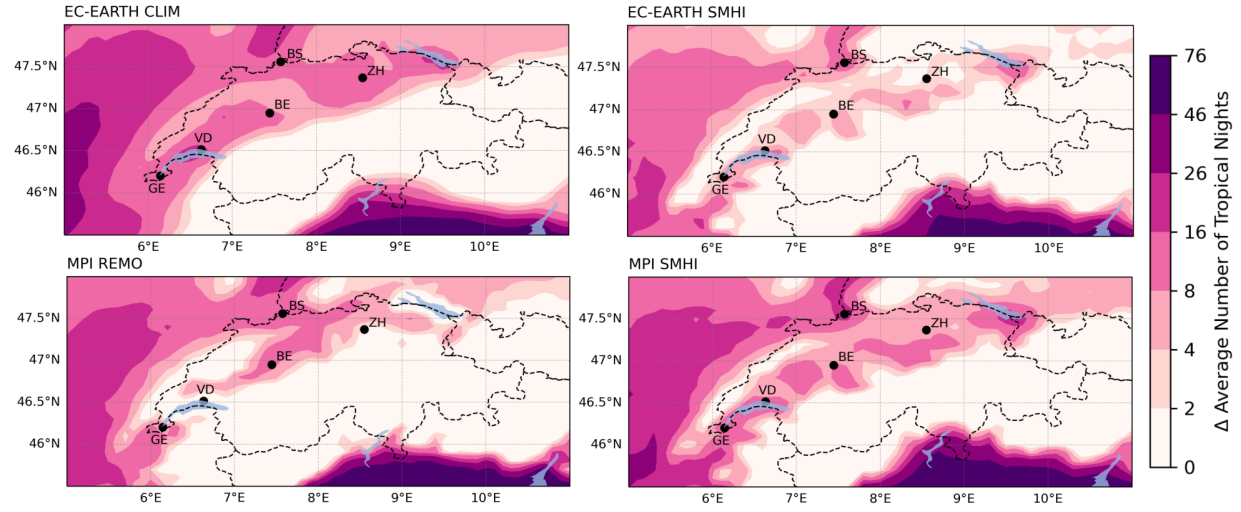 EC-EARTH CLIM
47.5°N
47°N
46.5°N
46°N
BS
ZH
BE
VD
GE
6°E
7°E
8°E
9°E
10°E
EC-EARTH SMHI
47.5°N
47°N
46.5°N
46°N
BS
ZH
BE
VD
GE
6°E
7°E
8°E
9°E
10°E
MPI REMO
47.5°N
47°N
46.5°N
46°N
BS
ZH
BE
VD
GE
6°E
7°E
8°E
9°E
10°E
MPI SMHI
47.5°N
47°N
46.5°N
46°N
BS
ZH
BE
VD
GE
6°E
7°E
8°E
9°E
10°E
76
46
26
16
8
4
2
0
Δ Average Number of Tropical Nights